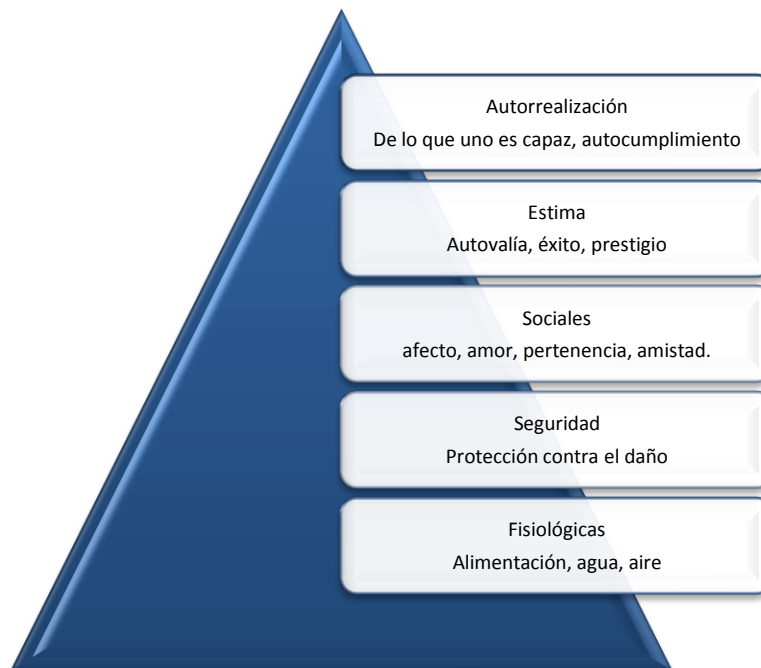 Autorrealización
De lo que uno es capaz, autocumplimiento
Estima
Autovalía, éxito, prestigio
Sociales
afecto, amor, pertenencia, amistad.
Seguridad
Protección contra el daño
Fisiológicas
Alimentación, agua, aire